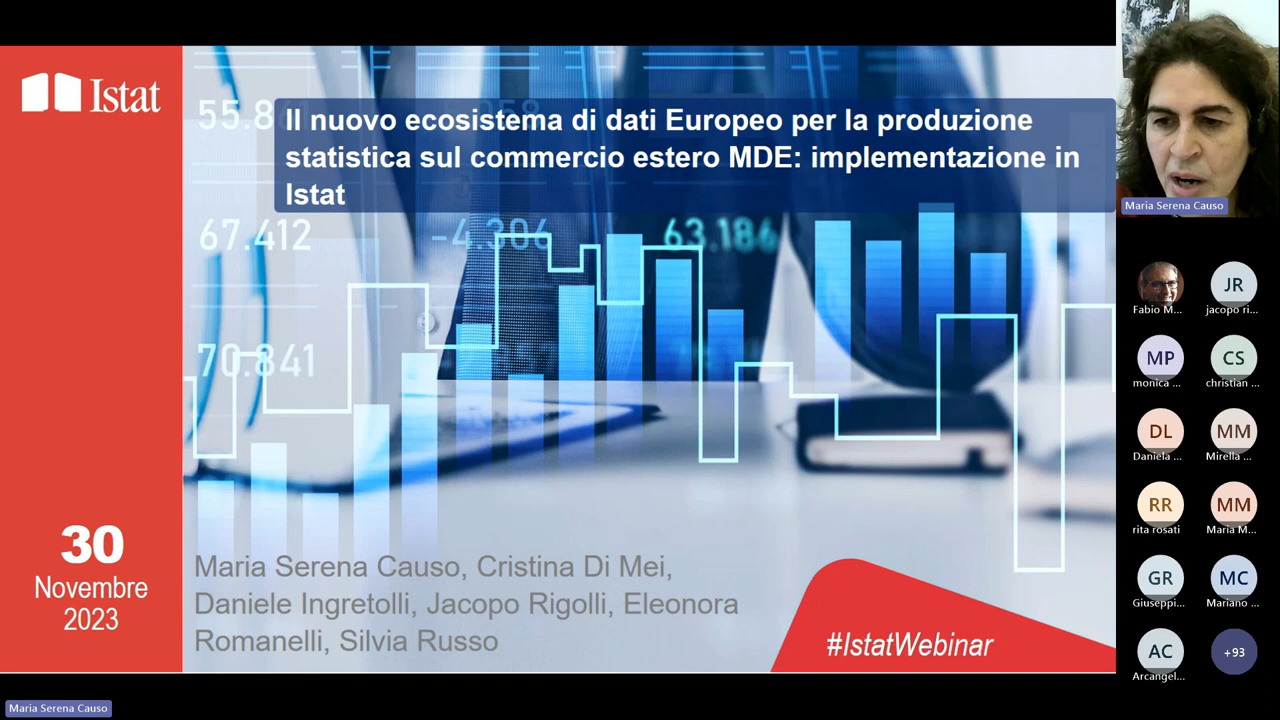 Istat
55.8
Il nuovo ecosistema di dati Europeo per la produzione
statistica sul commercio estero MDE: implementazione in
Istat
67.412
-4.306
63.186
70.841
30
Novembre
2023
Maria Serena Causo, Cristina Di Mei,
Daniele Ingretolli, Jacopo Rigolli, Eleonora
Romanelli, Silvia Russo
#IstatWebinar
Maria Serena Causo
Fabio M...
JR
jacopo ri...
MP
monica ...
CS
christian ...
DL
Daniela ...
MM
Mirella ...
RR
rita rosati
MM
Maria M...
GR
Giuseppi...
MC
Mariano ...
AC
Arcangel...
+93
Maria Serena Causo